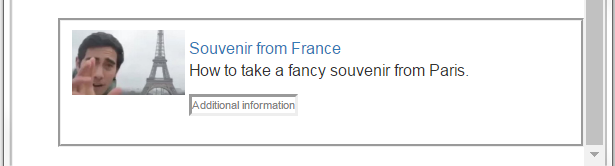 Souvenir from France
How to take a fancy souvenir from Paris.
Additional information